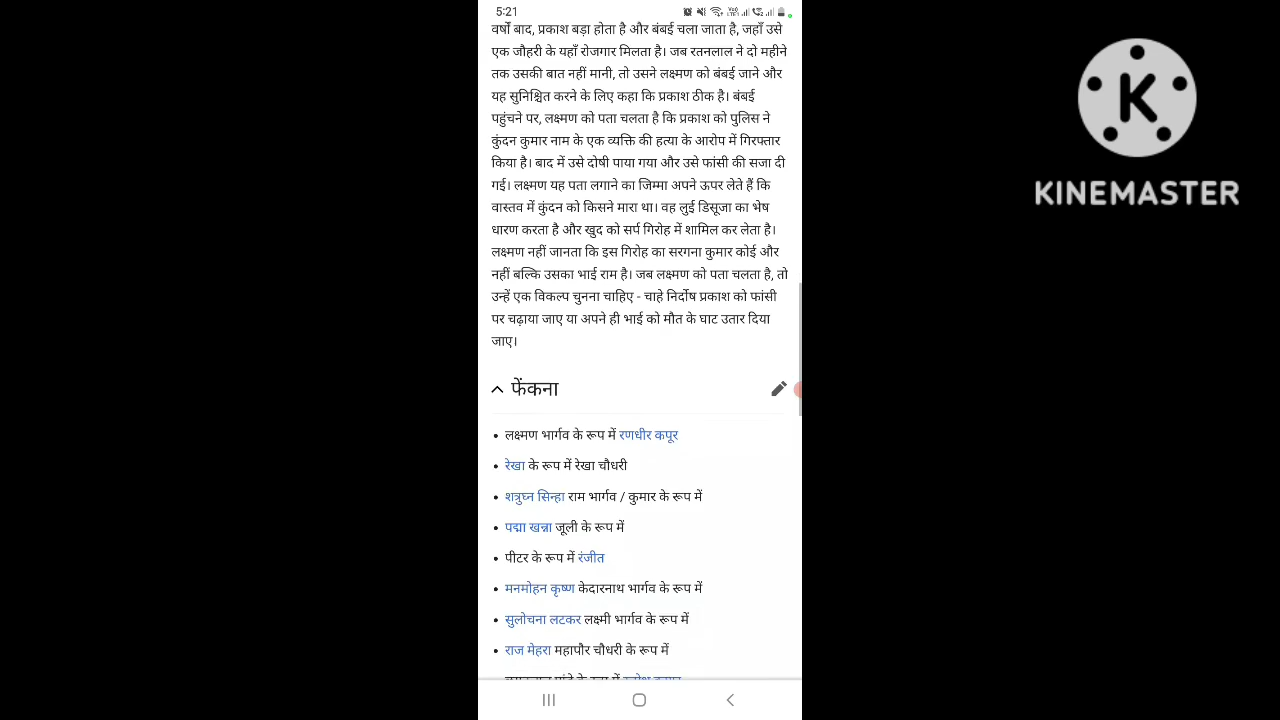 5:21
वर्षों बाद, प्रकाश बड़ा होता है और बंबई चला जाता है, जहाँ उसे
एक जौहरी के यहाँ रोजगार मिलता है। जब रतनलाल ने दो महीने
तक उसकी बात नहीं मानी, तो उसने लक्ष्मण को बंबई जाने और
यह सुनिश्चित करने के लिए कहा कि प्रकाश ठीक है। बंबई
पहुंचने पर, लक्ष्मण को पता चलता है कि प्रकाश को पुलिस ने
कुंदन कुमार नाम के एक व्यक्ति की हत्या के आरोप में गिरफ्तार
किया है। बाद में उसे दोषी पाया गया और उसे फांसी की सजा दी
गई। लक्ष्मण यह पता लगाने का जिम्मा अपने ऊपर लेते हैं कि
वास्तव में कुंदन को किसने मारा था। वह लुई डिसूजा का भेष
धारण करता है और खुद को सर्प गिरोह में शामिल कर लेता है।
लक्ष्मण नहीं जानता कि इस गिरोह का सरगना कुमार कोई और
नहीं बल्कि उसका भाई राम है। जब लक्ष्मण को पता चलता है, तो
उन्हें एक विकल्प चुनना चाहिए - चाहे निर्दोष प्रकाश को फांसी
पर चढ़ाया जाए या अपने ही भाई को मौत के घाट उतार दिया
जाए।
फेंकना
• लक्ष्मण भार्गव के रूप में रणधीर कपूर
• रेखा के रूप में रेखा चौधरी
• शत्रुघ्न सिन्हा राम भार्गव / कुमार के रूप में
• पद्मा खन्ना जूली के रूप में
• पीटर के रूप में रंजीत
• मनमोहन कृष्ण केदारनाथ भार्गव के रूप में
• सुलोचना लटकर लक्ष्मी भार्गव के रूप में
• राज मेहरा महापौर चौधरी के रूप में
K
KINEMASTER